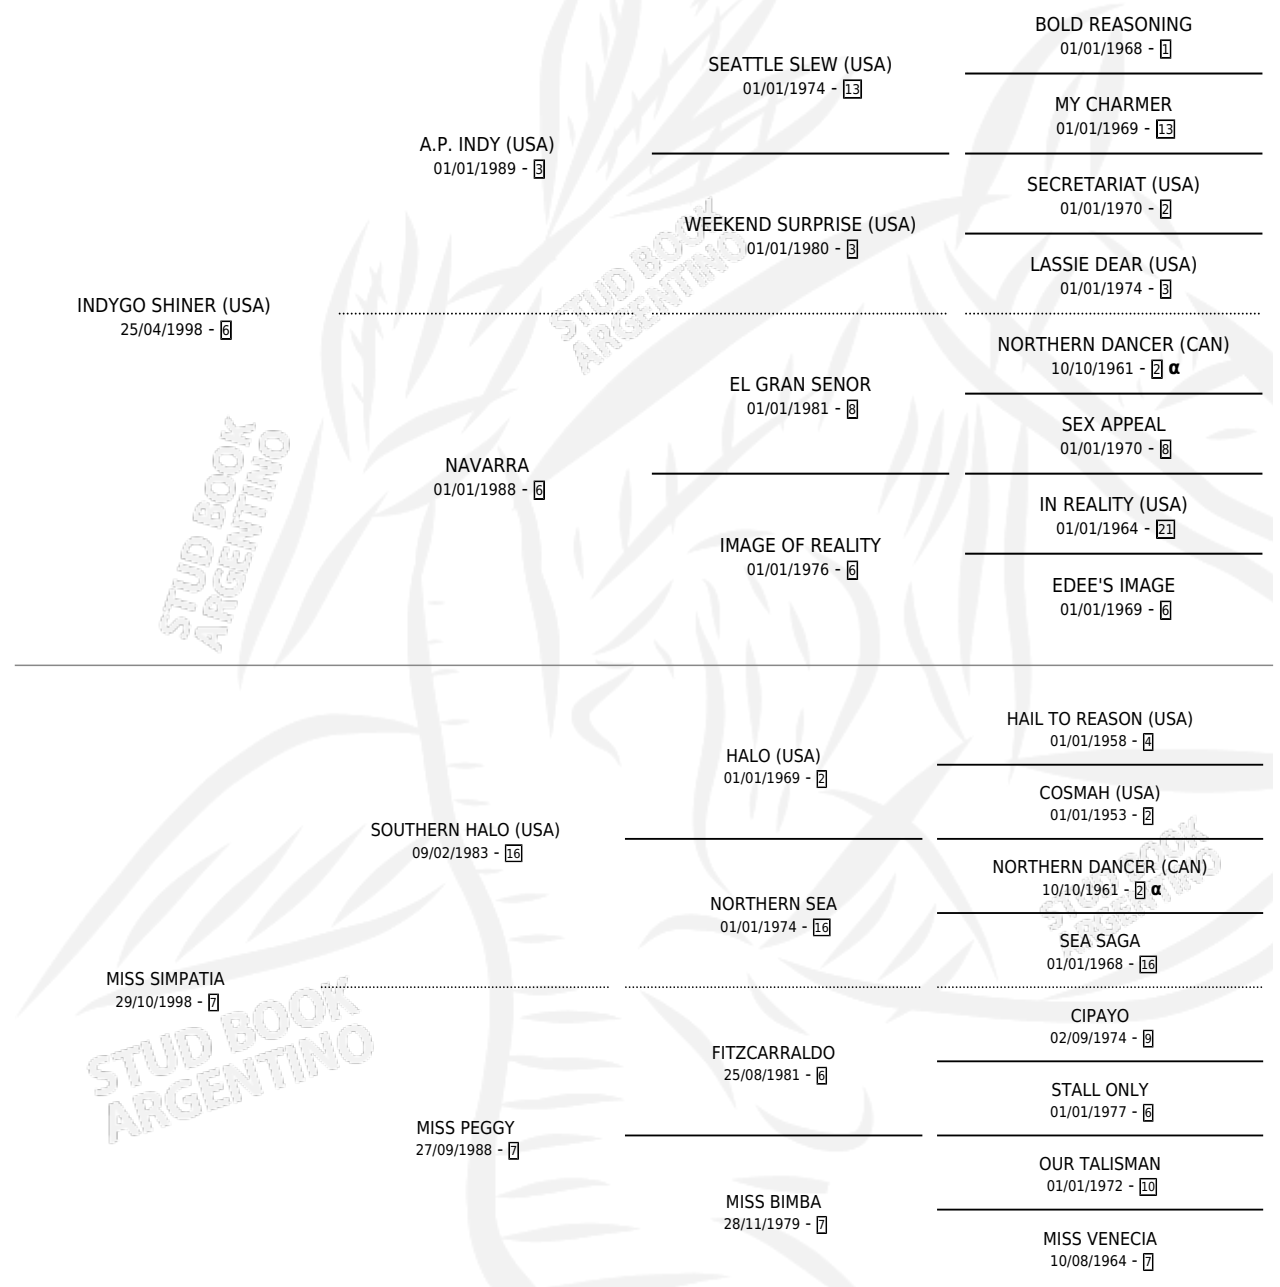 BOLD REASONING
01/01/1968 - 1
SEATTLE SLEW (USA)
01/01/1974 - 13
MY CHARMER
01/01/1969 - 13
A.P. INDY (USA)
01/01/1989 - 3
SECRETARIAT (USA)
01/01/1970 - 2
WEEKEND SURPRISE (USA)
01/01/1980 - 3
LASSIE DEAR (USA)
01/01/1974 - 3
INDYGO SHINER (USA)
25/04/1998 - 6
NORTHERN DANCER (CAN)
10/10/1961 - 2 α
EL GRAN SENOR
01/01/1981 - 8
SEX APPEAL
01/01/1970 - 8
NAVARRA
01/01/1988 - 6
IN REALITY (USA)
01/01/1964 - 21
IMAGE OF REALITY
01/01/1976 - 6
EDEE'S IMAGE
01/01/1969 - 6
HAIL TO REASON (USA)
01/01/1958 - 4
HALO (USA)
01/01/1969 - 2
COSMAH (USA)
01/01/1953 - 2
SOUTHERN HALO (USA)
09/02/1983 - 16
NORTHERN DANCER (CAN)
10/10/1961 - 2 α
NORTHERN SEA
01/01/1974 - 16
SEA SAGA
01/01/1968 - 16
MISS SIMPATIA
29/10/1998 - 7
CIPAYO
02/09/1974 - 9
FITZCARRALDO
25/08/1981 - 6
STALL ONLY
01/01/1977 - 6
MISS PEGGY
27/09/1988 - 7
OUR TALISMAN
01/01/1972 - 10
MISS BIMBA
28/11/1979 - 7
MISS VENECIA
10/08/1964 - 7
STUD BOOK
ARGENTINO
STUD BOOK
ARGENTINO
STUD BOOK
ARGENTINO
STUD BOOK
ARGENTINO